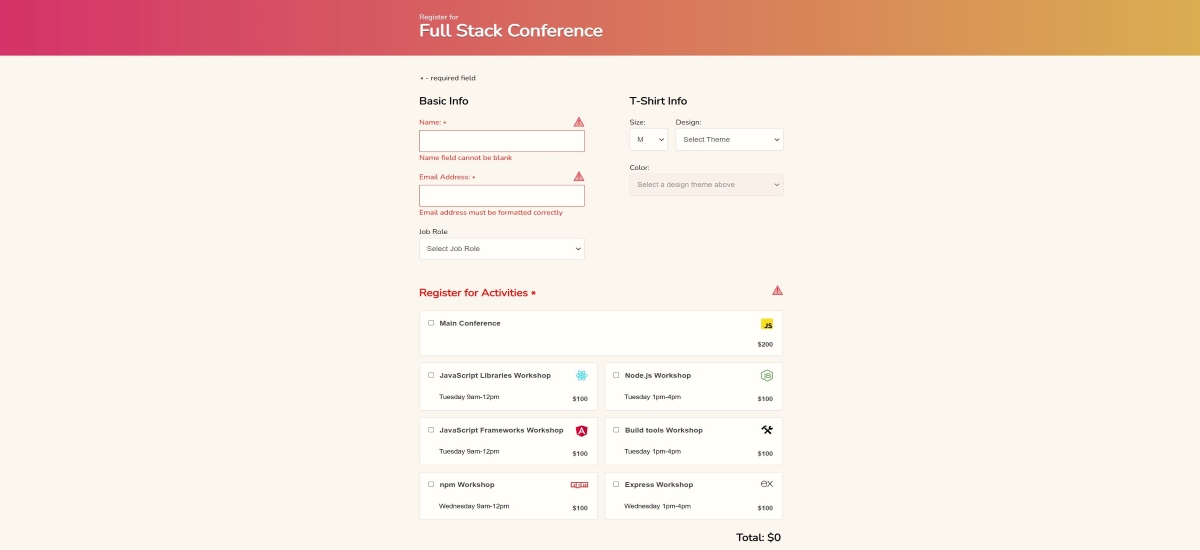 Register for
Full Stack Conference
* - required field
Basic Info
Name: *
Name field cannot be blank
Email Address: *
Email address must be formatted correctly
Job Role
Select Job Role
T-Shirt Info
Size:
Design:
M
Select Theme
Color:
Select a design theme above
Register for Activities *
Main Conference
JS
$200
JavaScript Libraries Workshop
Tuesday 9am-12pm
$100
Node.js Workshop
JS
Tuesday 1pm-4pm
$100
JavaScript Frameworks Workshop
A
Tuesday 9am-12pm
$100
Build tools Workshop
Tuesday 1pm-4pm
$100
npm Workshop
npm
Wednesday 9am-12pm
$100
Express Workshop
ex
Wednesday 1pm-4pm
$100
Total: $0